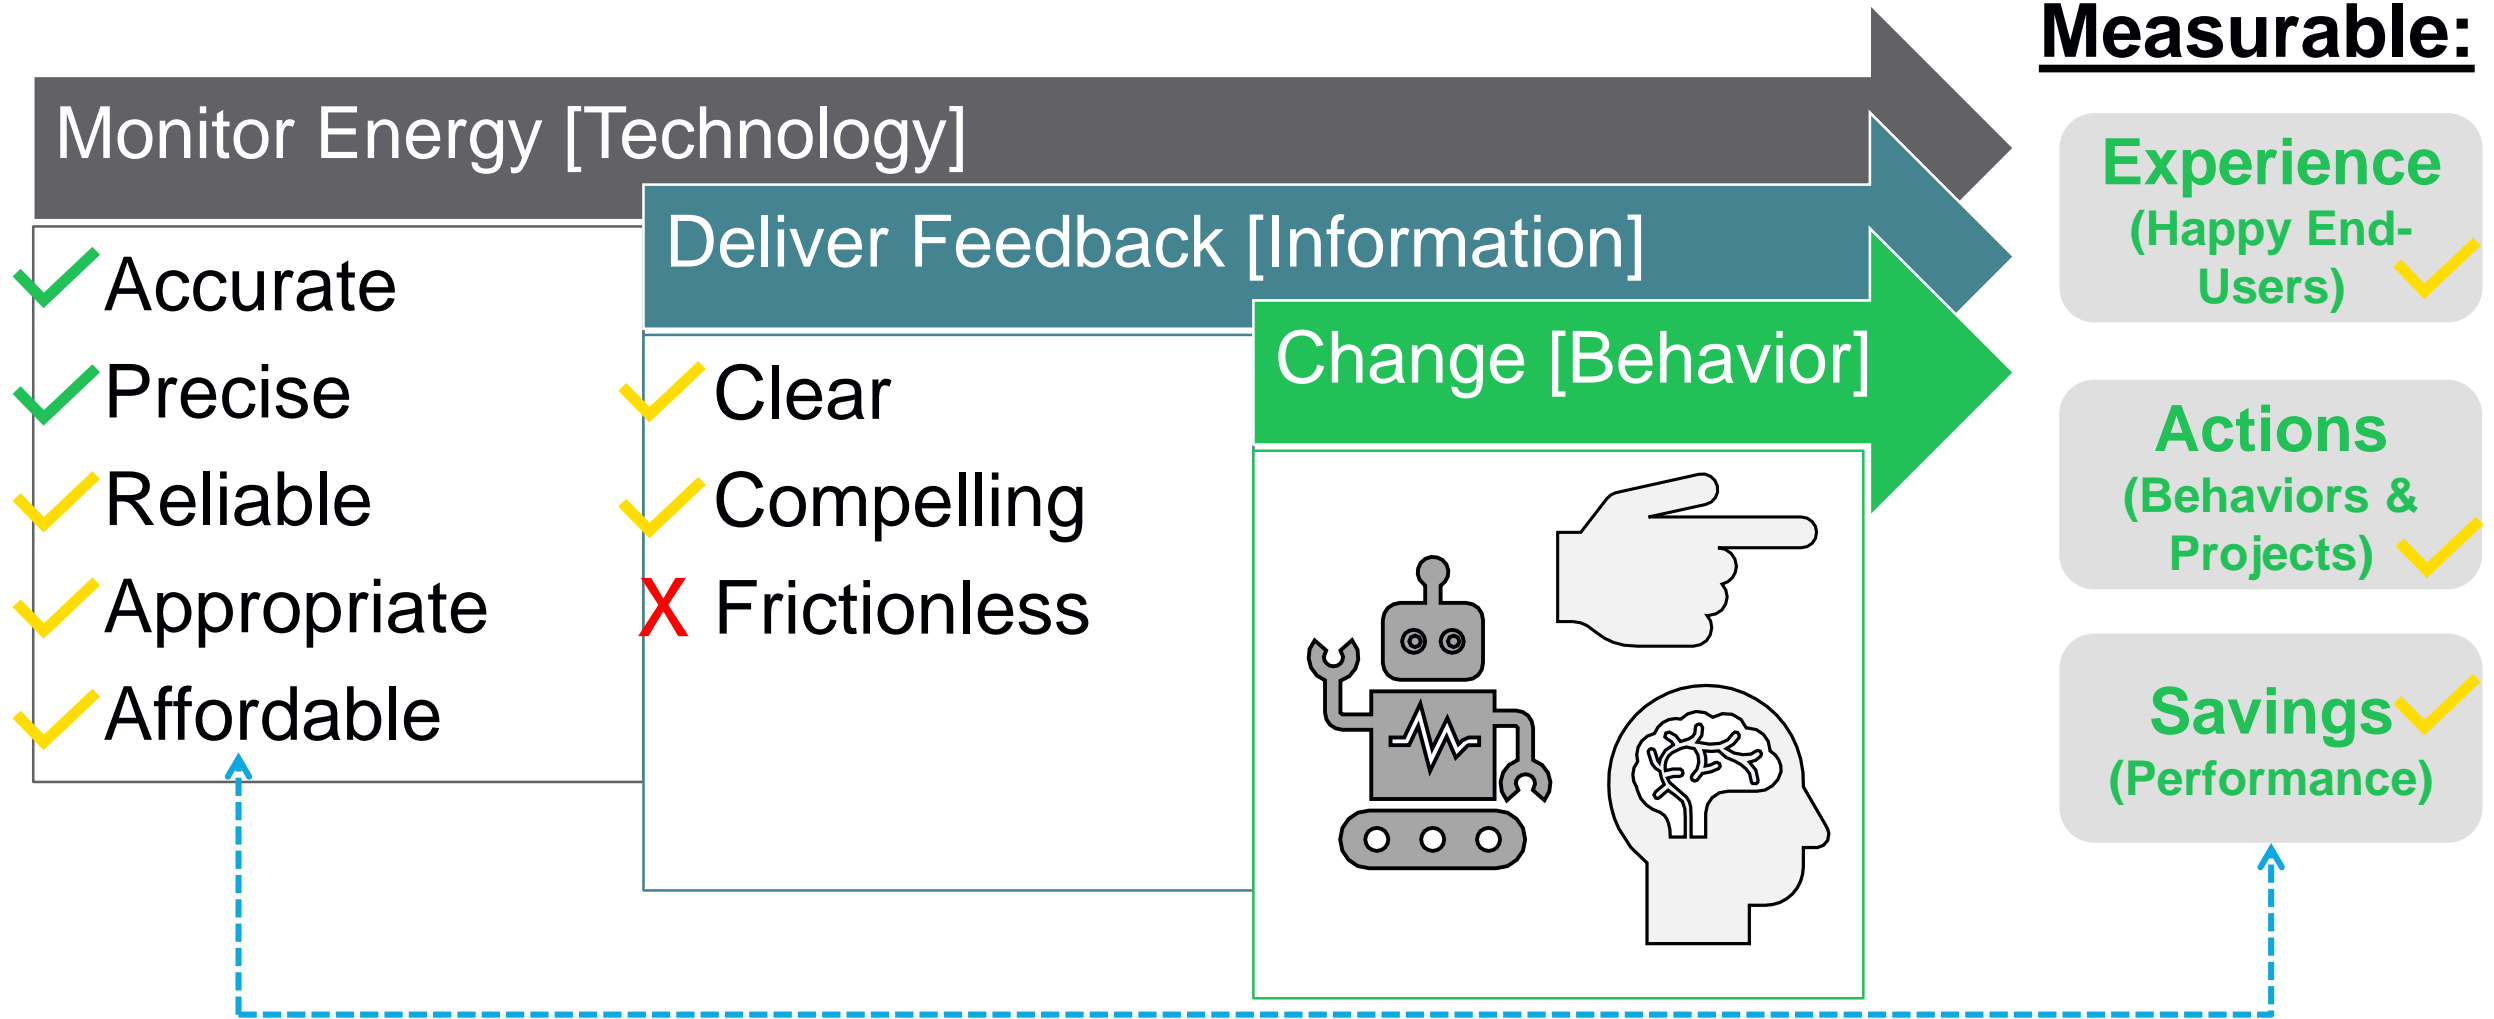 Measurable:
Monitor Energy [Technology]
Deliver Feedback [Information]
Change [Behavior]
Accurate
Precise
Reliable
Appropriate
Affordable
Clear
Compelling
X Frictionless
Experience
(Happy End-
Users)
Actions
(Behaviors &
Projects)
Savings
(Performance)